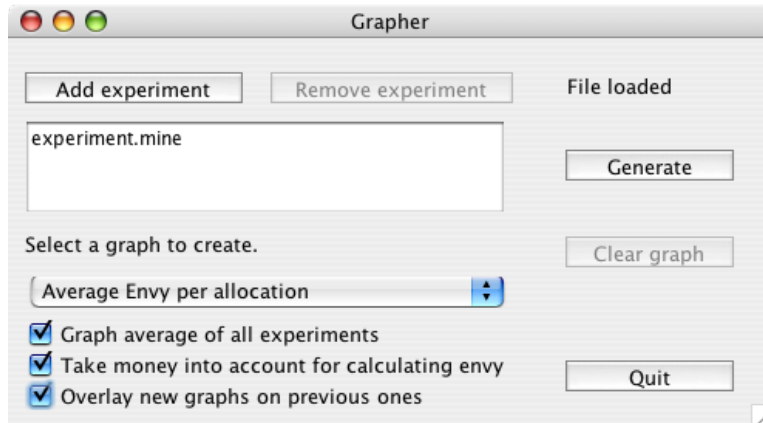 Grapher
Add experiment
Remove experiment
File loaded
experiment.mine
Generate
Select a graph to create.
Clear graph
Average Envy per allocation
Graph average of all experiments
Take money into account for calculating envy
Overlay new graphs on previous ones
Quit